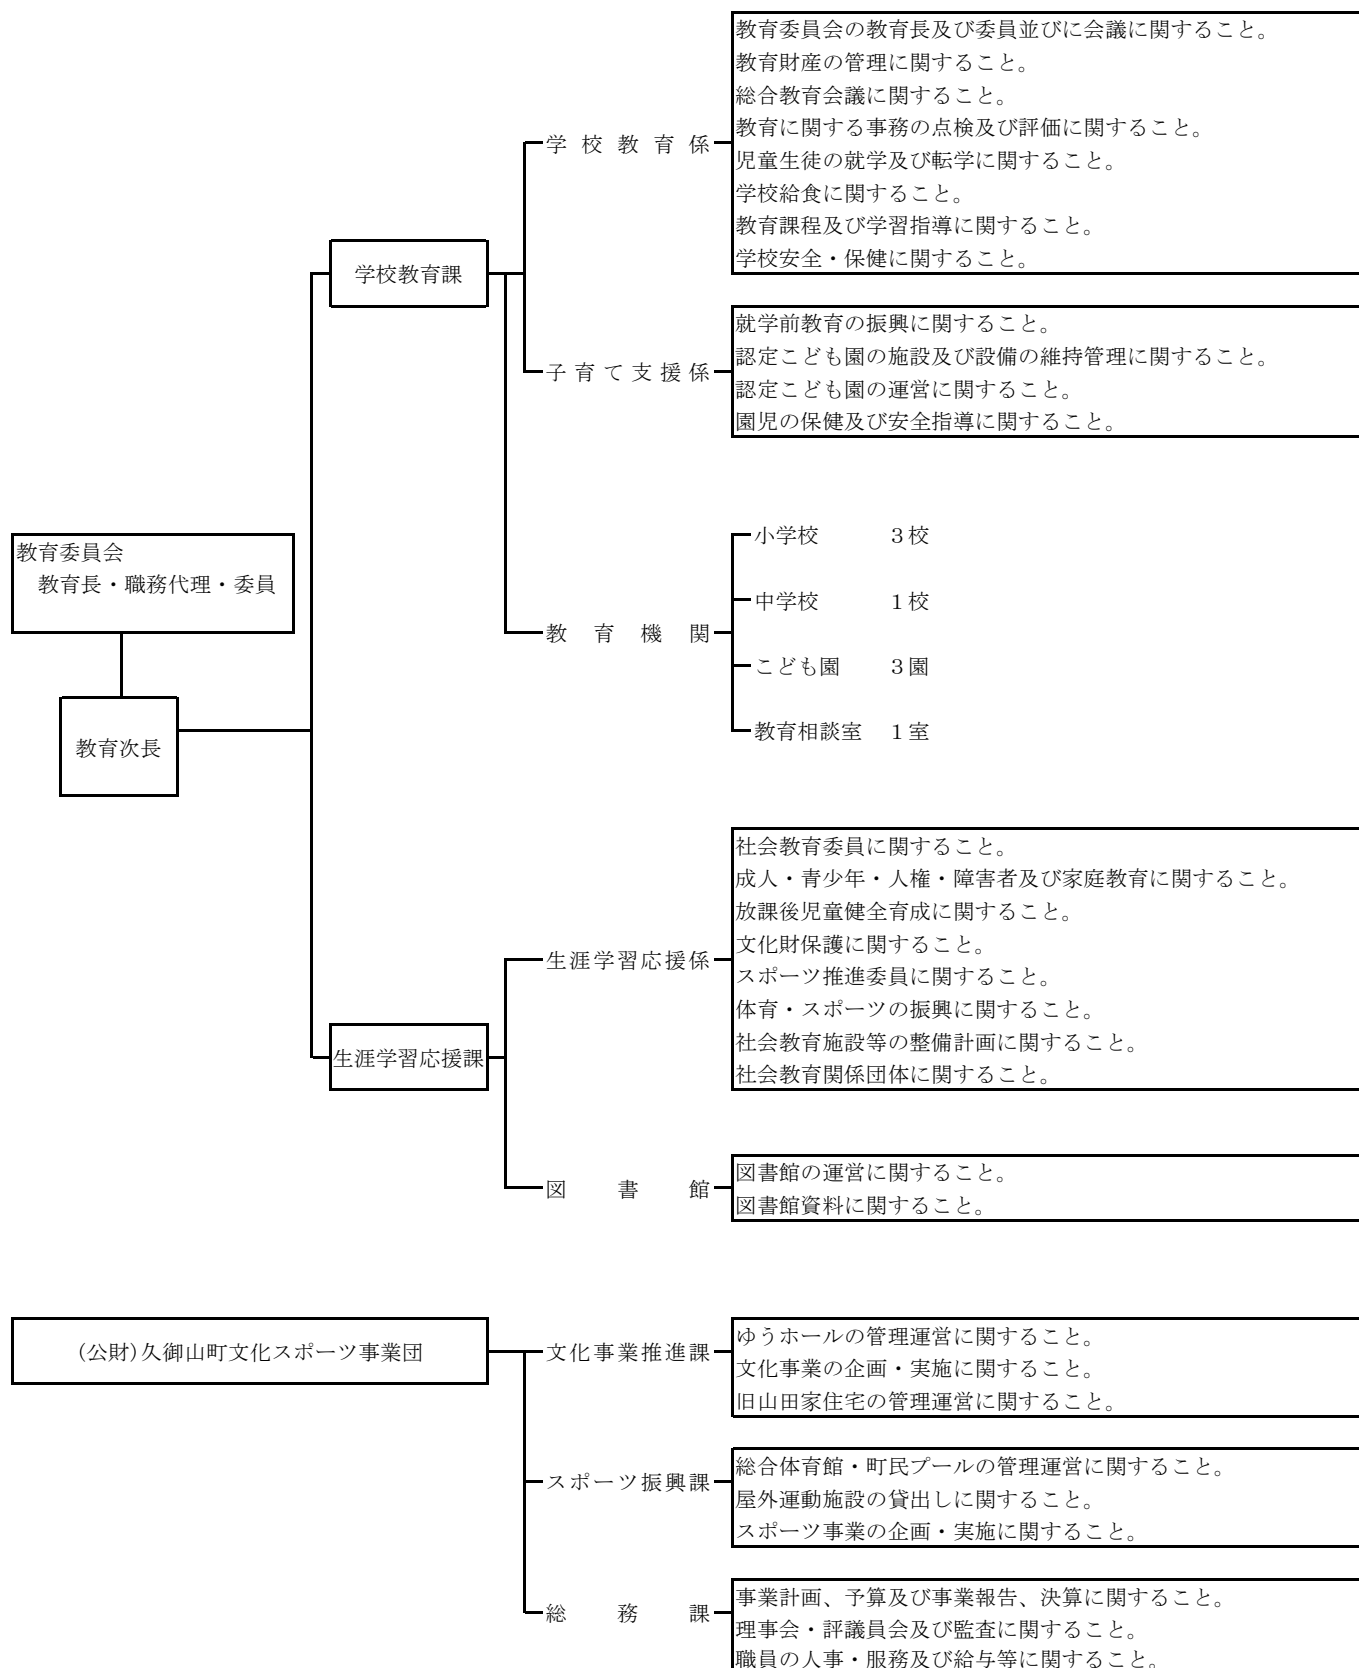 教育委員会の教育長及び委員並びに会議に関すること。
教育財産の管理に関すること。
総合教育会議に関すること。
教育に関する事務の点検及び評価に関すること。
学校教育係
児童生徒の就学及び転学に関すること。
学校給食に関すること。
教育課程及び学習指導に関すること。
学校安全・保健に関すること。
学校教育課
就学前教育の振興に関すること。
認定こども園の施設及び設備の維持管理に関すること。
子育て支援係
認定こども園の運営に関すること。
園児の保健及び安全指導に関すること。
小学校 3校
教育委員会
教育長・職務代理・委員
中学校 1校
教育機関
こども園 3園
教育相談室 1室
教育次長
社会教育委員に関すること。
成人・青少年・人権・障害者及び家庭教育に関すること。
放課後児童健全育成に関すること。
文化財保護に関すること。
生涯学習応援係
スポーツ推進委員に関すること。
体育・スポーツの振興に関すること。
社会教育施設等の整備計画に関すること。
生涯学習応援課
社会教育関係団体に関すること。
図書館の運営に関すること。
図書館
図書館資料に関すること。
(公財)久御山町文化スポーツ事業団
文化事業推進課
ゆうホールの管理運営に関すること。
文化事業の企画・実施に関すること。
旧山田家住宅の管理運営に関すること。
スポーツ振興課
総合体育館・町民プールの管理運営に関すること。
屋外運動施設の貸出しに関すること。
スポーツ事業の企画・実施に関すること。
総務課
事業計画、予算及び事業報告、決算に関すること。
理事会・評議員会及び監査に関すること。
職員の人事・服務及び給与等に関すること。